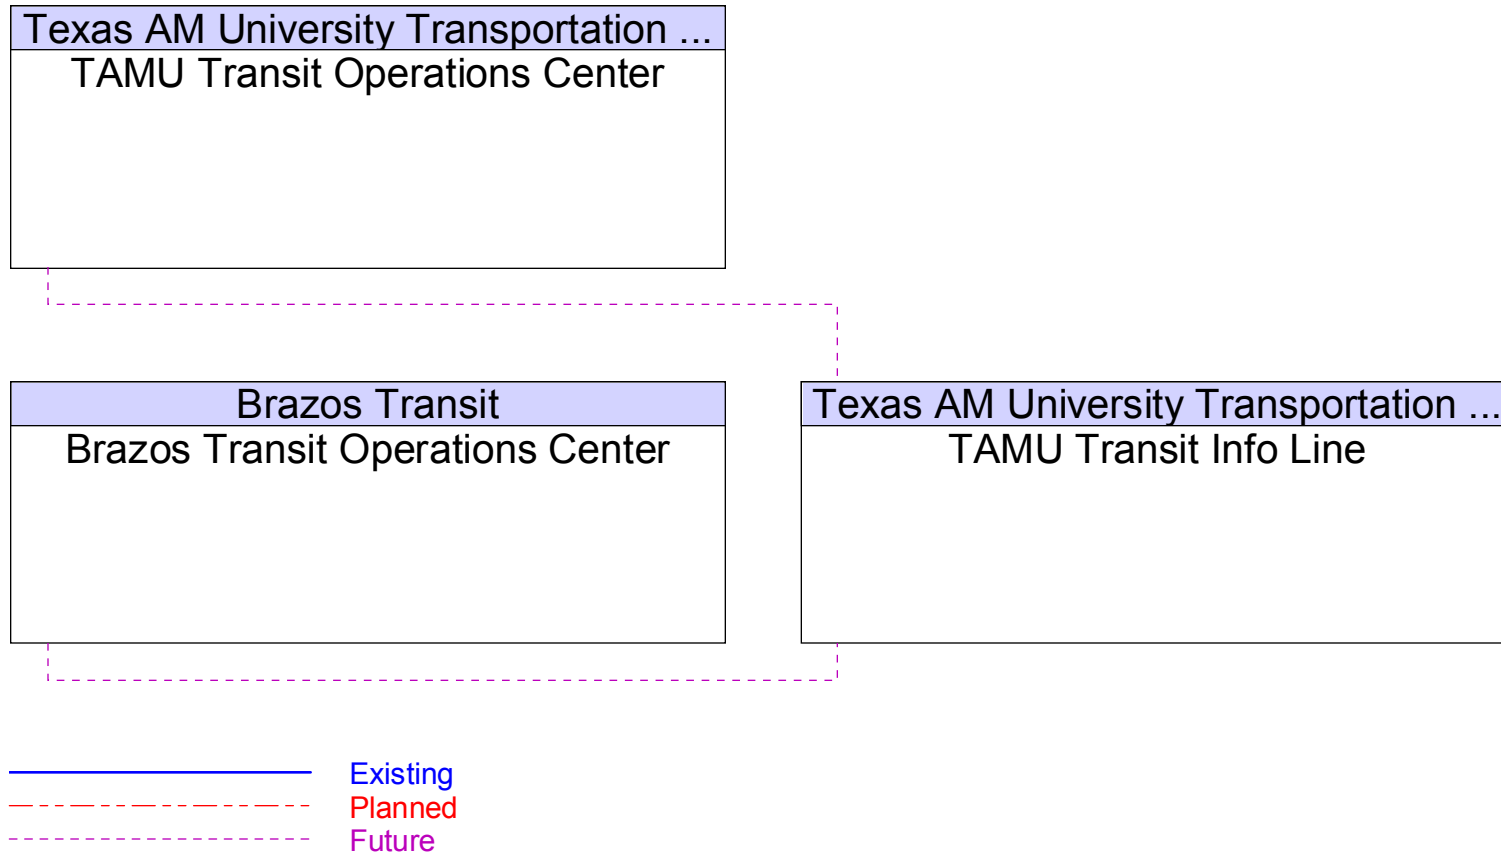 Texas AM University Transportation ...
TAMU Transit Operations Center
Brazos Transit
Brazos Transit Operations Center
Texas AM University Transportation ...
TAMU Transit Info Line
Existing
Planned
Future